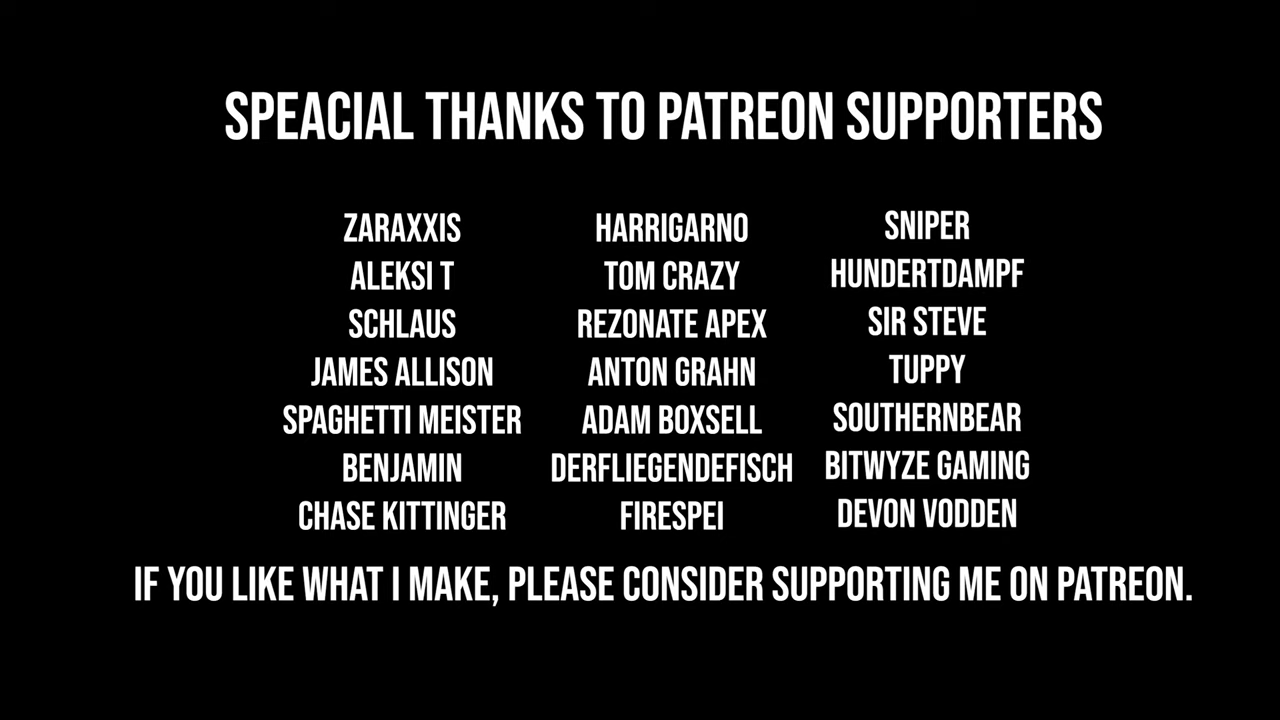 SPEACIAL THANKS TO PATREON SUPPORTERS
ZARAXXIS
ALEKSI T
SCHLAUS
JAMES ALLISON
SPAGHETTI MEISTER
BENJAMIN
CHASE KITTINGER
HARRIGARNO
TOM CRAZY
REZONATE APEX
ANTON GRAHN
ADAM BOXSELL
DERFLIEGENDEFISCH
FIRESPEI
SNIPER
HUNDERTDAMPF
SIR STEVE
TUPPY
SOUTHERNBEAR
BITWYZE GAMING
DEVON VODDEN
IF YOU LIKE WHAT I MAKE, PLEASE CONSIDER SUPPORTING ME ON PATREON.